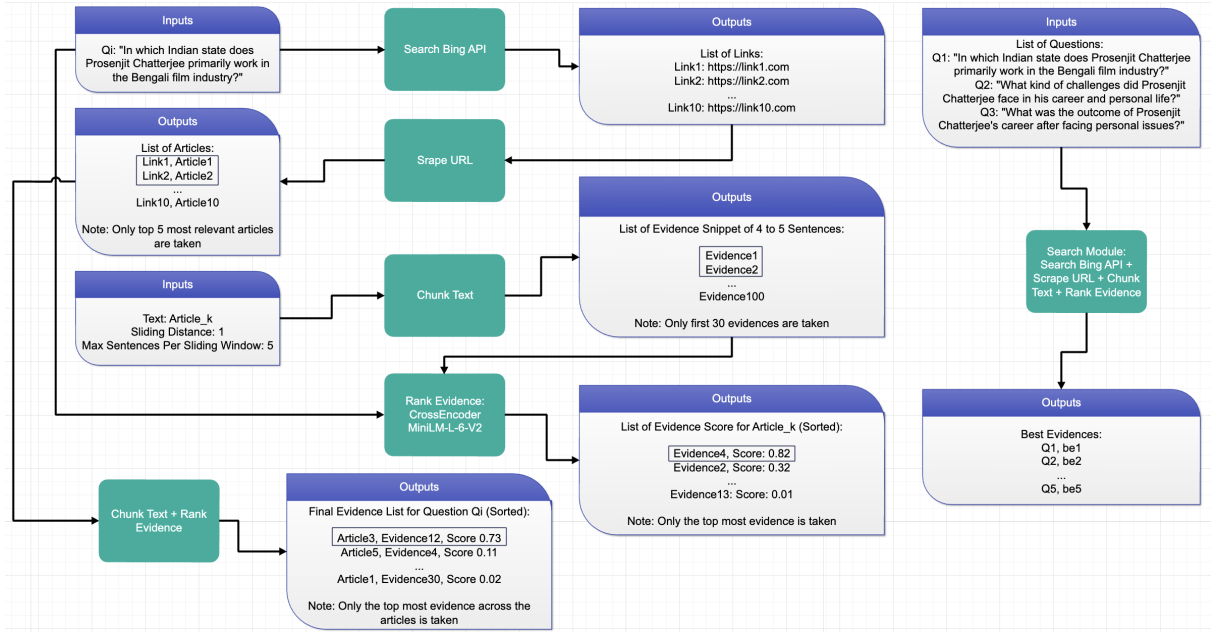 Inputs
Qi: "In which Indian state does
Prosenjit Chatterjee primarily work in
the Bengali film industry?"
Search Bing API
Outputs
List of Links:
Link1: https://link1.com
Link2: https://link2.com
...
Link10: https://link10.com
Outputs
List of Articles:
Link1, Article1
Link2, Article2
...
Link10, Article10
Note: Only top 5 most relevant articles
are taken
Srape URL
Inputs
Text: Article_k
Sliding Distance: 1
Max Sentences Per Sliding Window: 5
Chunk Text
Outputs
List of Evidence Snippet of 4 to 5 Sentences:
Evidence1
Evidence2
...
Evidence100
Note: Only first 30 evidences are taken
Rank Evidence:
CrossEncoder
MiniLM-L-6-V2
Outputs
List of Evidence Score for Article_k (Sorted):
Evidence4, Score: 0.82
Evidence2, Score: 0.32
...
Evidence13: Score: 0.01
Note: Only the top most evidence is taken
Chunk Text + Rank
Evidence
Outputs
Final Evidence List for Question Qi (Sorted):
Article3, Evidence12, Score 0.73
Article5, Evidence4, Score 0.11
...
Article1, Evidence30, Score 0.02
Note: Only the top most evidence across the
articles is taken
Inputs
List of Questions:
Q1: "In which Indian state does Prosenjit Chatterjee
primarily work in the Bengali film industry?"
Q2: "What kind of challenges did Prosenjit
Chatterjee face in his career and personal life?"
Q3: "What was the outcome of Prosenjit
Chatterjee's career after facing personal issues?"
Search Module:
Search Bing API +
Scrape URL + Chunk
Text + Rank Evidence
Outputs
Best Evidences:
Q1, be1
Q2, be2
...
Q5, be5